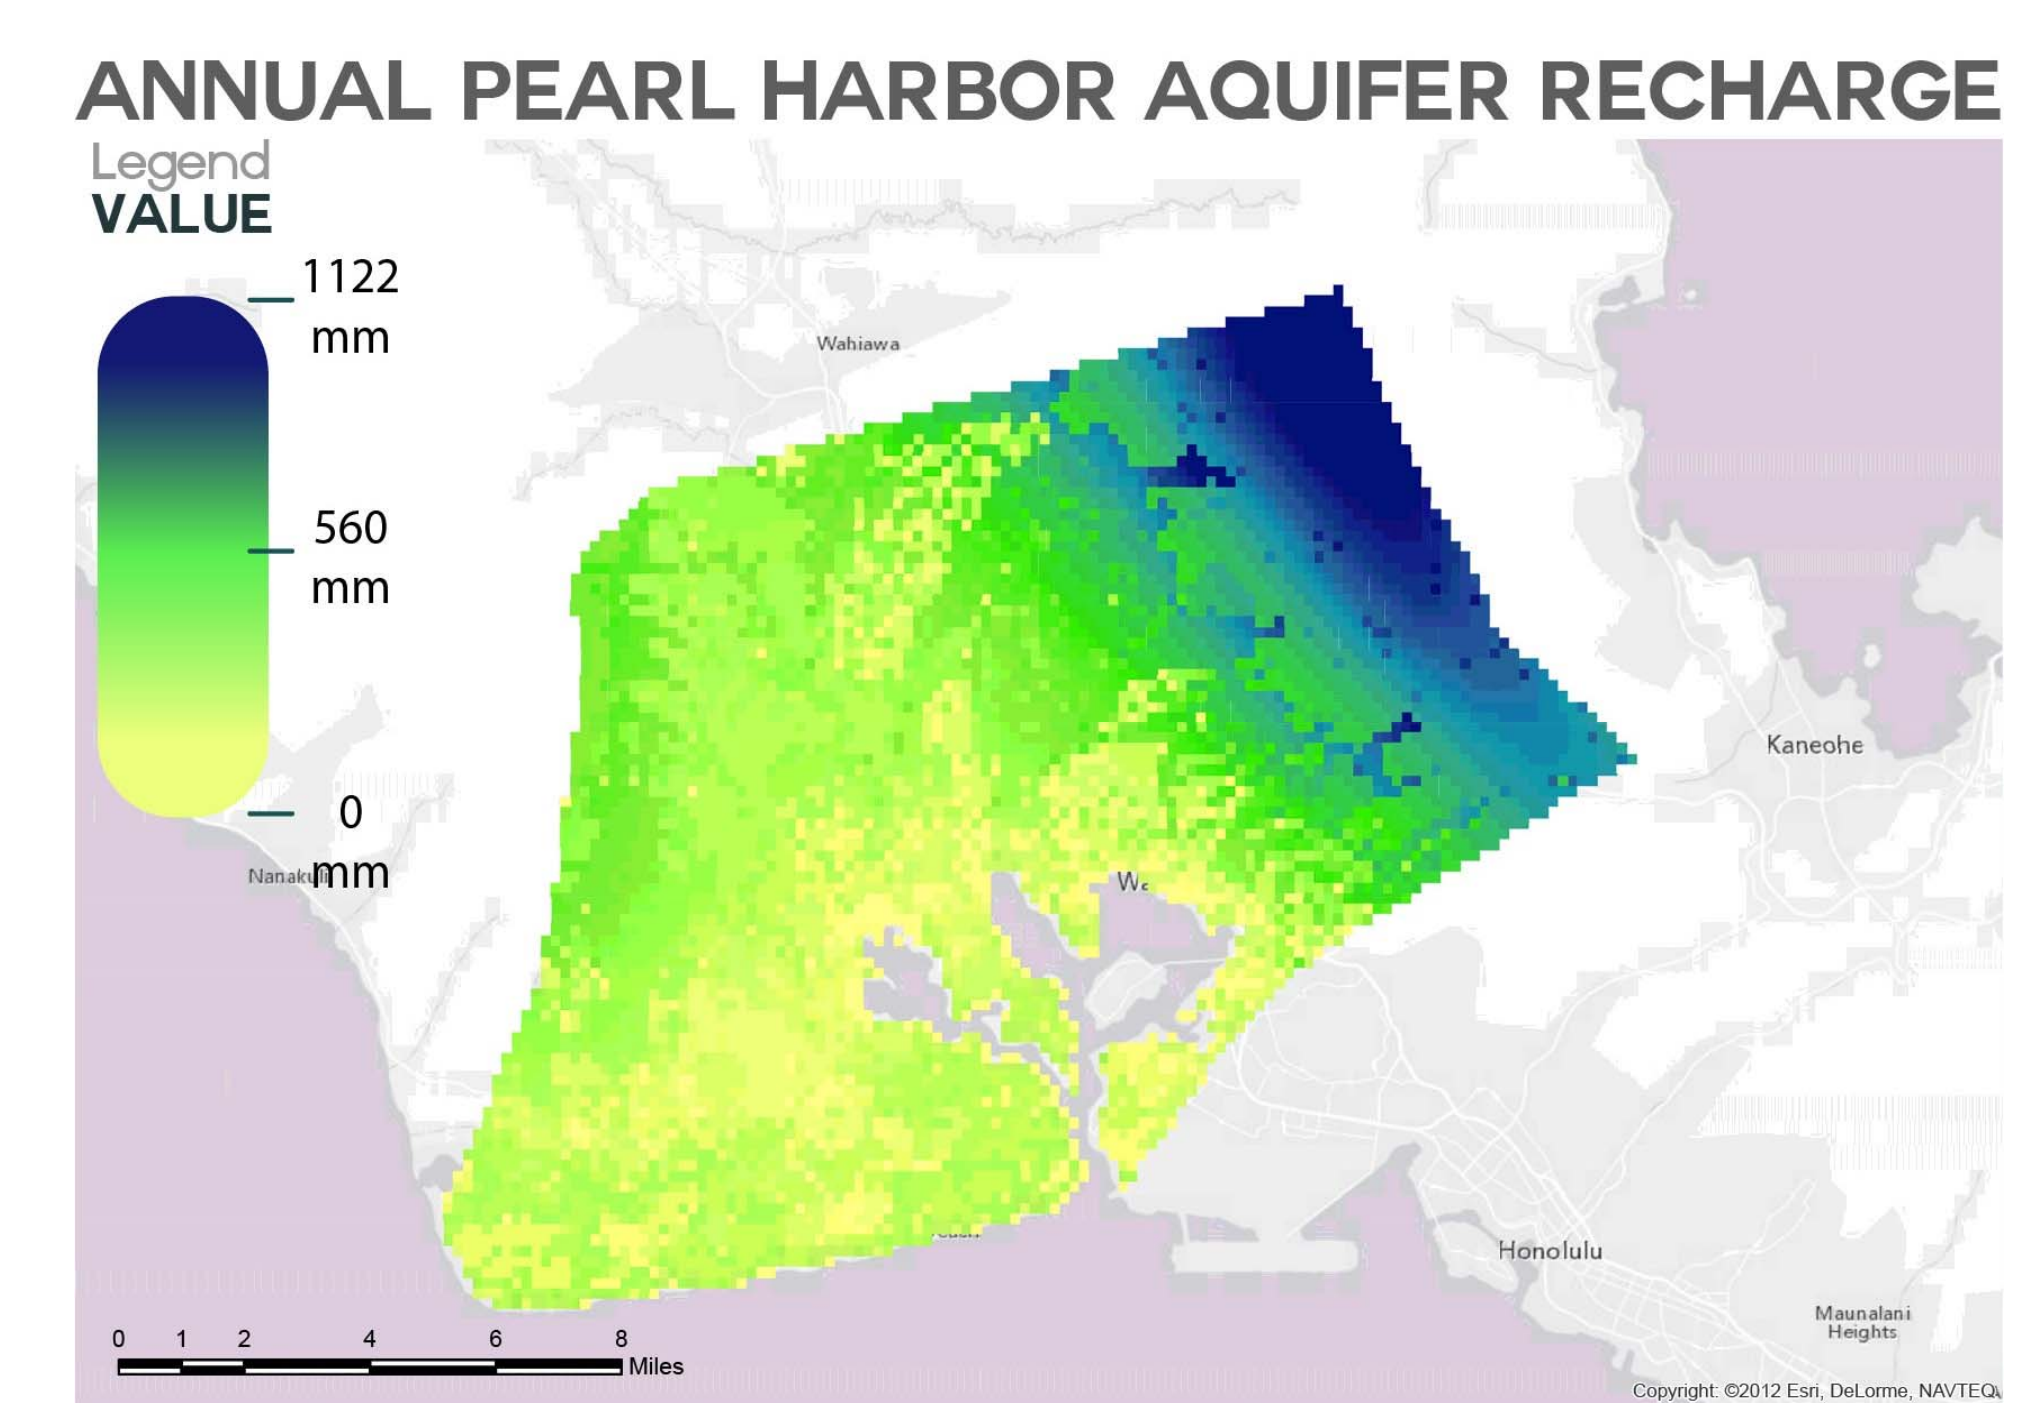 ANNUAL PEARL HARBOR AQUIFER RECHARGE
Legend
VALUE
1122
mm
560
mm
0
mm
Wahiawa
Kaneohe
Nanakuli
Honolulu
Maunalani
Heights
0 1 2 4 6 8
Miles
Copyright: ©2012 Esri, DeLorme, NAVTEQ